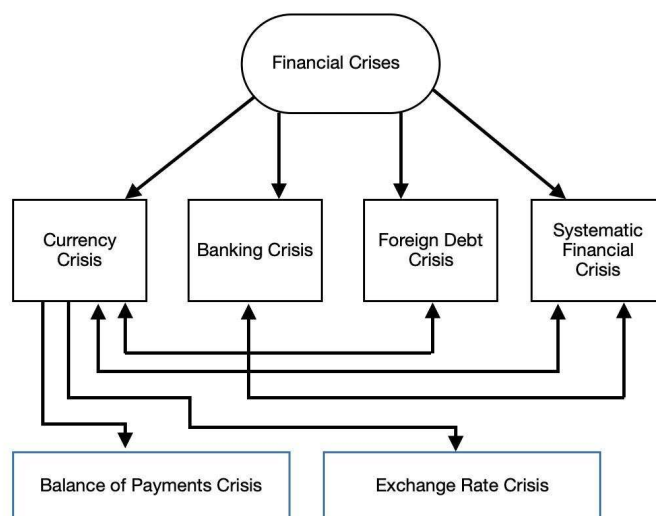 Financial Crises
Currency
Crisis
Banking Crisis
Foreign Debt
Crisis
Systematic
Financial
Crisis
Balance of Payments Crisis
Exchange Rate Crisis